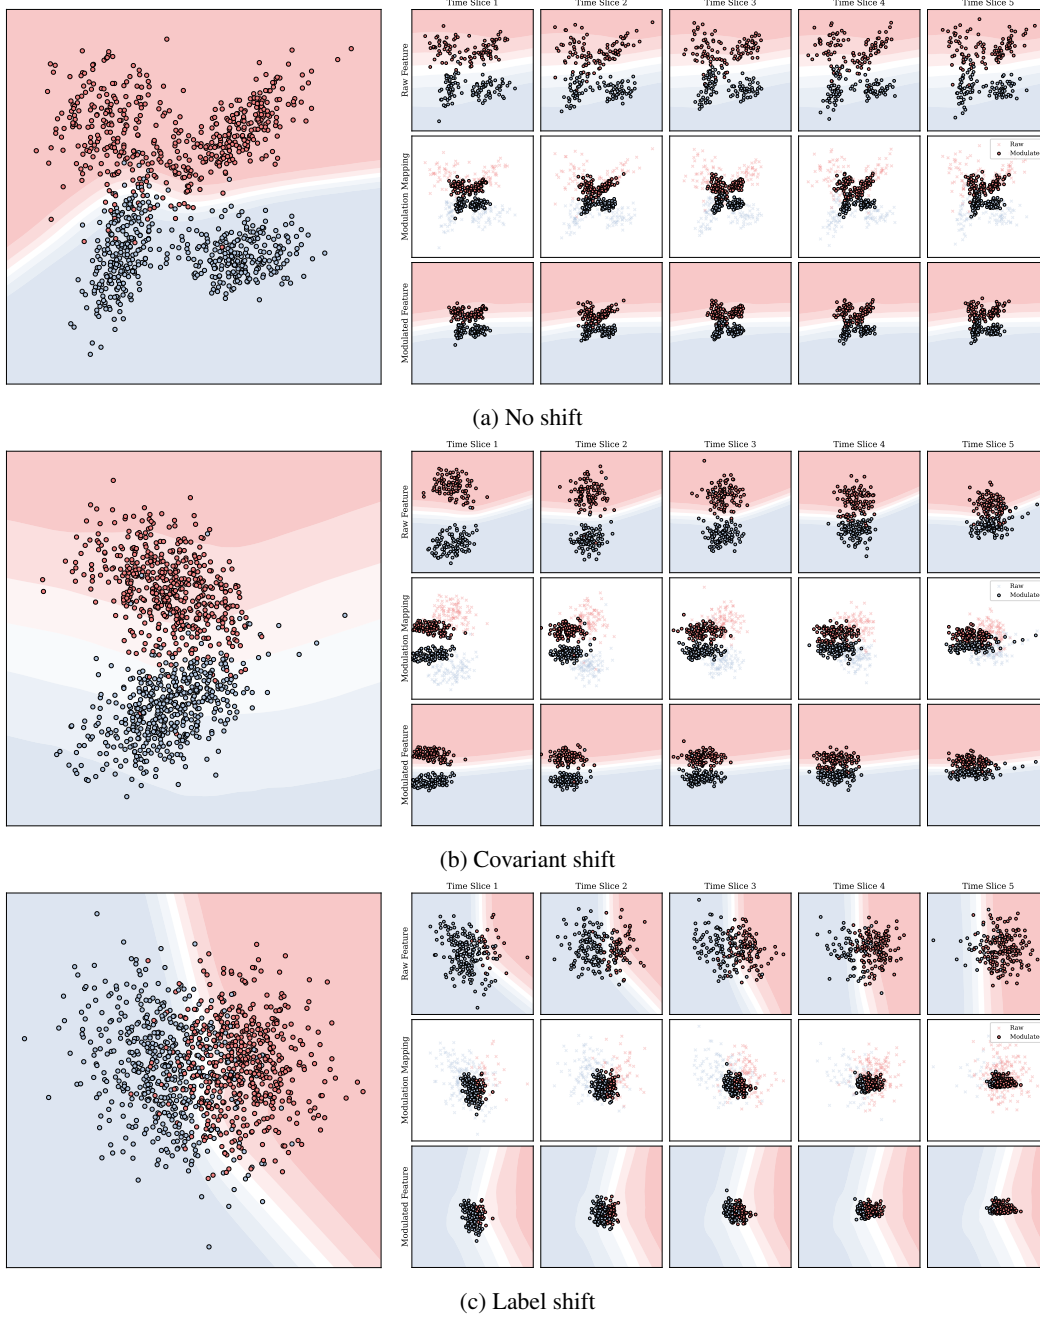 Time Slice 1
Time Slice 2
Time Slice 3
Time Slice 4
Time Slice 5
Raw Feature
Modulation Mapping
Raw
Modulated
Modulated Feature
(a) No shift
Time Slice 1
Time Slice 2
Time Slice 3
Time Slice 4
Time Slice 5
Raw Feature
Modulation Mapping
Raw
Modulate
Modulated Feature
(b) Covariant shift
Time Slice 1
Time Slice 2
Time Slice 3
Time Slice 4
Time Slice 5
Raw Feature
Modulation Mapping
Raw
Modulate
Modulated Feature
(c) Label shift